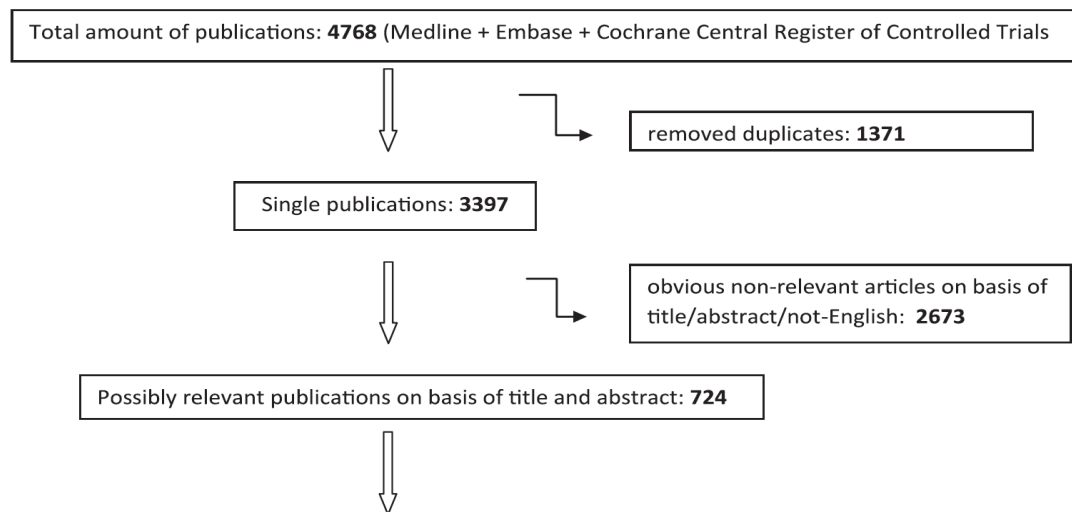 Total amount of publications: 4768 (Medline + Embase + Cochrane Central Register of Controlled Trials
removed duplicates: 1371
Single publications: 3397
obvious non-relevant articles on basis of
title/abstract/not-English: 2673
Possibly relevant publications on basis of title and abstract: 724